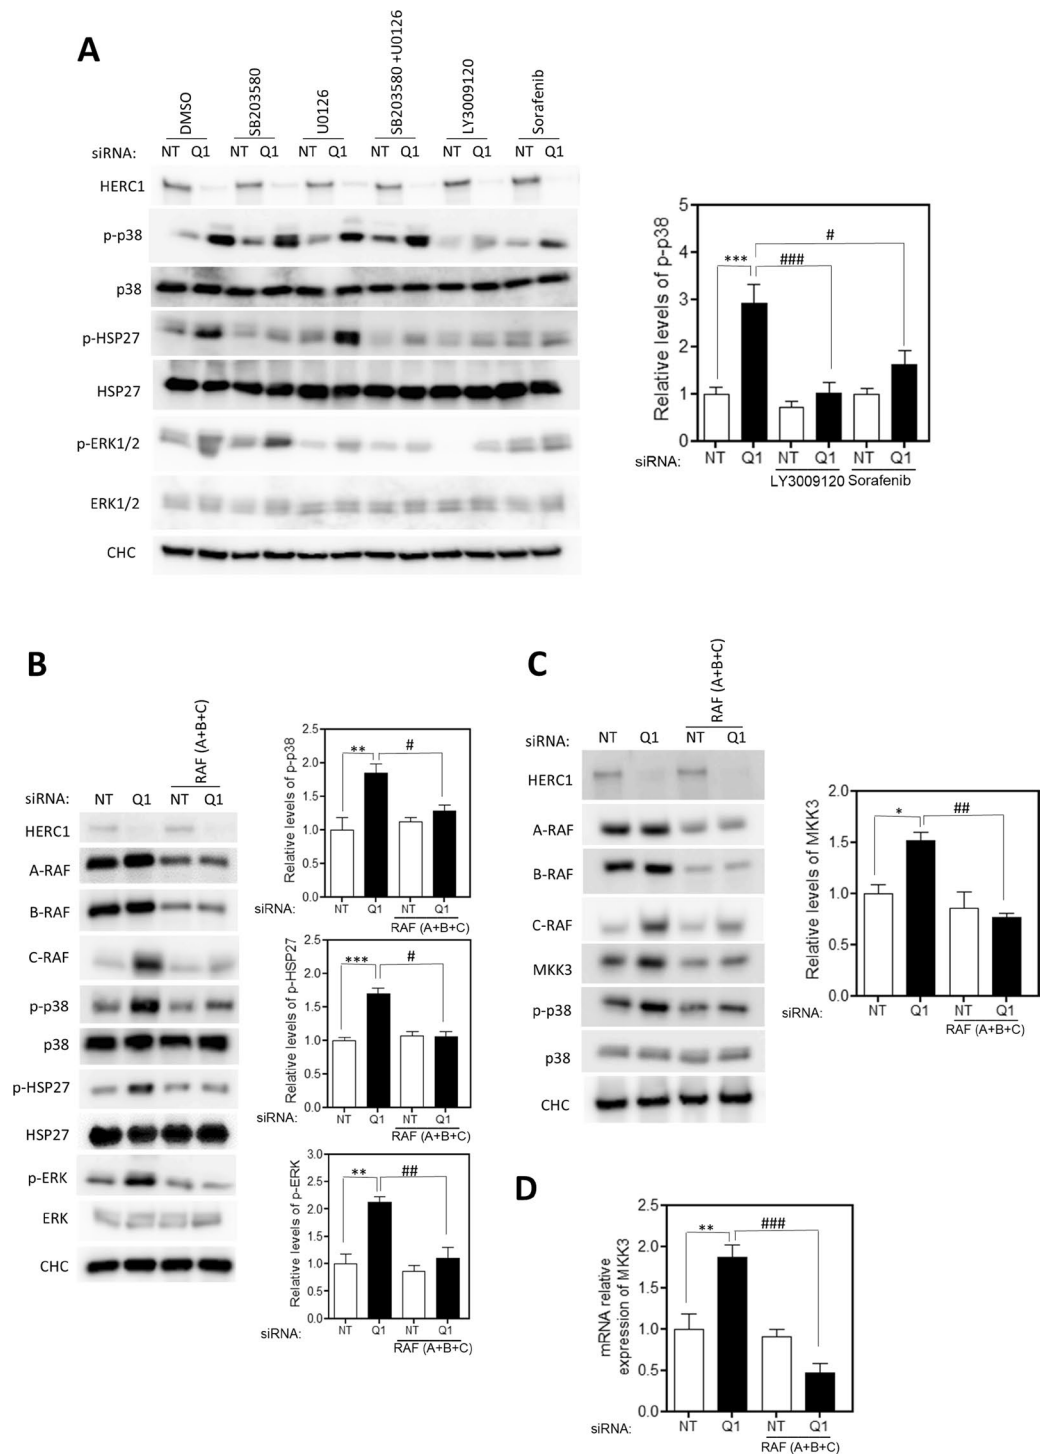 A
DMSO
SB203580
U0126
SB203580 +U0126
LY3009120
Sorafenib
siRNA: NT Q1 NT Q1 NT Q1 NT Q1 NT Q1 NT Q1
HERC1
p-p38
p38
p-HSP27
HSP27
p-ERK1/2
ERK1/2
CHC
Relative levels of p-p38
5
4
3
2
1
0
***
###
#
siRNA: NT Q1 NT Q1 NT Q1
LY3009120 Sorafenib
B
RAF (A+B+C)
siRNA: NT Q1 NT Q1
HERC1
A-RAF
B-RAF
C-RAF
p-p38
p38
p-HSP27
HSP27
p-ERK
ERK
CHC
Relative levels of p-p38
2.5
2.0
1.5
1.0
0.5
0.0
**
#
siRNA: NT Q1 NT Q1
RAF (A+B+C)
Relative levels of p-HSP27
2.5
2.0
1.5
1.0
0.5
0.0
***
#
siRNA: NT Q1 NT Q1
RAF (A+B+C)
Relative levels of p-ERK
3.0
2.5
2.0
1.5
1.0
0.5
0.0
**
##
siRNA: NT Q1 NT Q1
RAF (A+B+C)
C
RAF (A+B+C)
siRNA: NT Q1 NT Q1
HERC1
A-RAF
B-RAF
C-RAF
MKK3
p-p38
p38
CHC
Relative levels of MKK3
2.0
1.5
1.0
0.5
0.0
*
##
siRNA: NT Q1 NT Q1
RAF (A+B+C)
D
mRNA relative
expression of MKK3
2.5
2.0
1.5
1.0
0.5
0.0
**
###
siRNA: NT Q1 NT Q1
RAF (A+B+C)